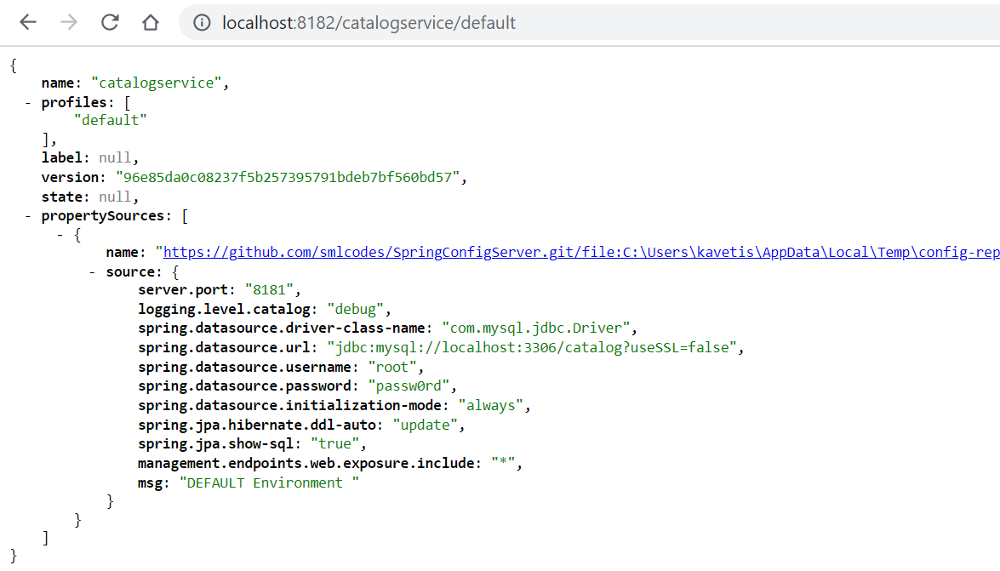 localhost:8182/catalogservice/default
{
name: "catalogservice",
- profiles: [
"default"
],
label: null,
version: "96e85da0c08237f5b257395791bdeb7bf560bd57",
state: null,
- propertySources: [
- {
name: "https://github.com/smlcodes/SpringConfigServer.git/file:C:\Users\kavetis\AppData\Local\Temp\config-rep
- source: {
server.port: "8181",
logging.level.catalog: "debug",
spring.datasource.driver-class-name: "com.mysql.jdbc.Driver",
spring.datasource.url: "jdbc:mysql://localhost:3306/catalog?useSSL=false",
spring.datasource.username: "root",
spring.datasource.password: "passw0rd",
spring.datasource.initialization-mode: "always",
spring.jpa.hibernate.ddl-auto: "update",
spring.jpa.show-sql: "true",
management.endpoints.web.exposure.include: "*",
msg: "DEFAULT Environment "
}
}
]
}